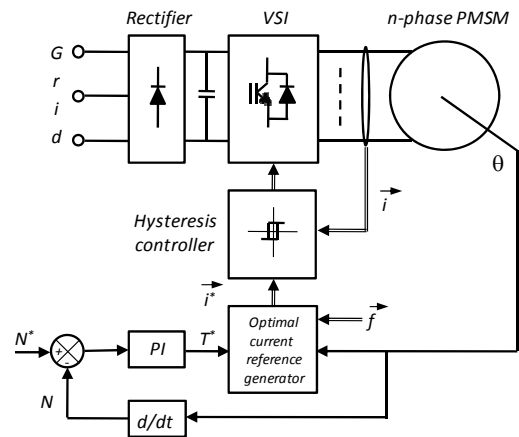 Rectifier
VSI
n-phase PMSM
G
r
i
d
θ
i
Hysteresis
controller
i*
Optimal
current
reference
generator
f
N*
+
-
PI
T*
N
d/dt